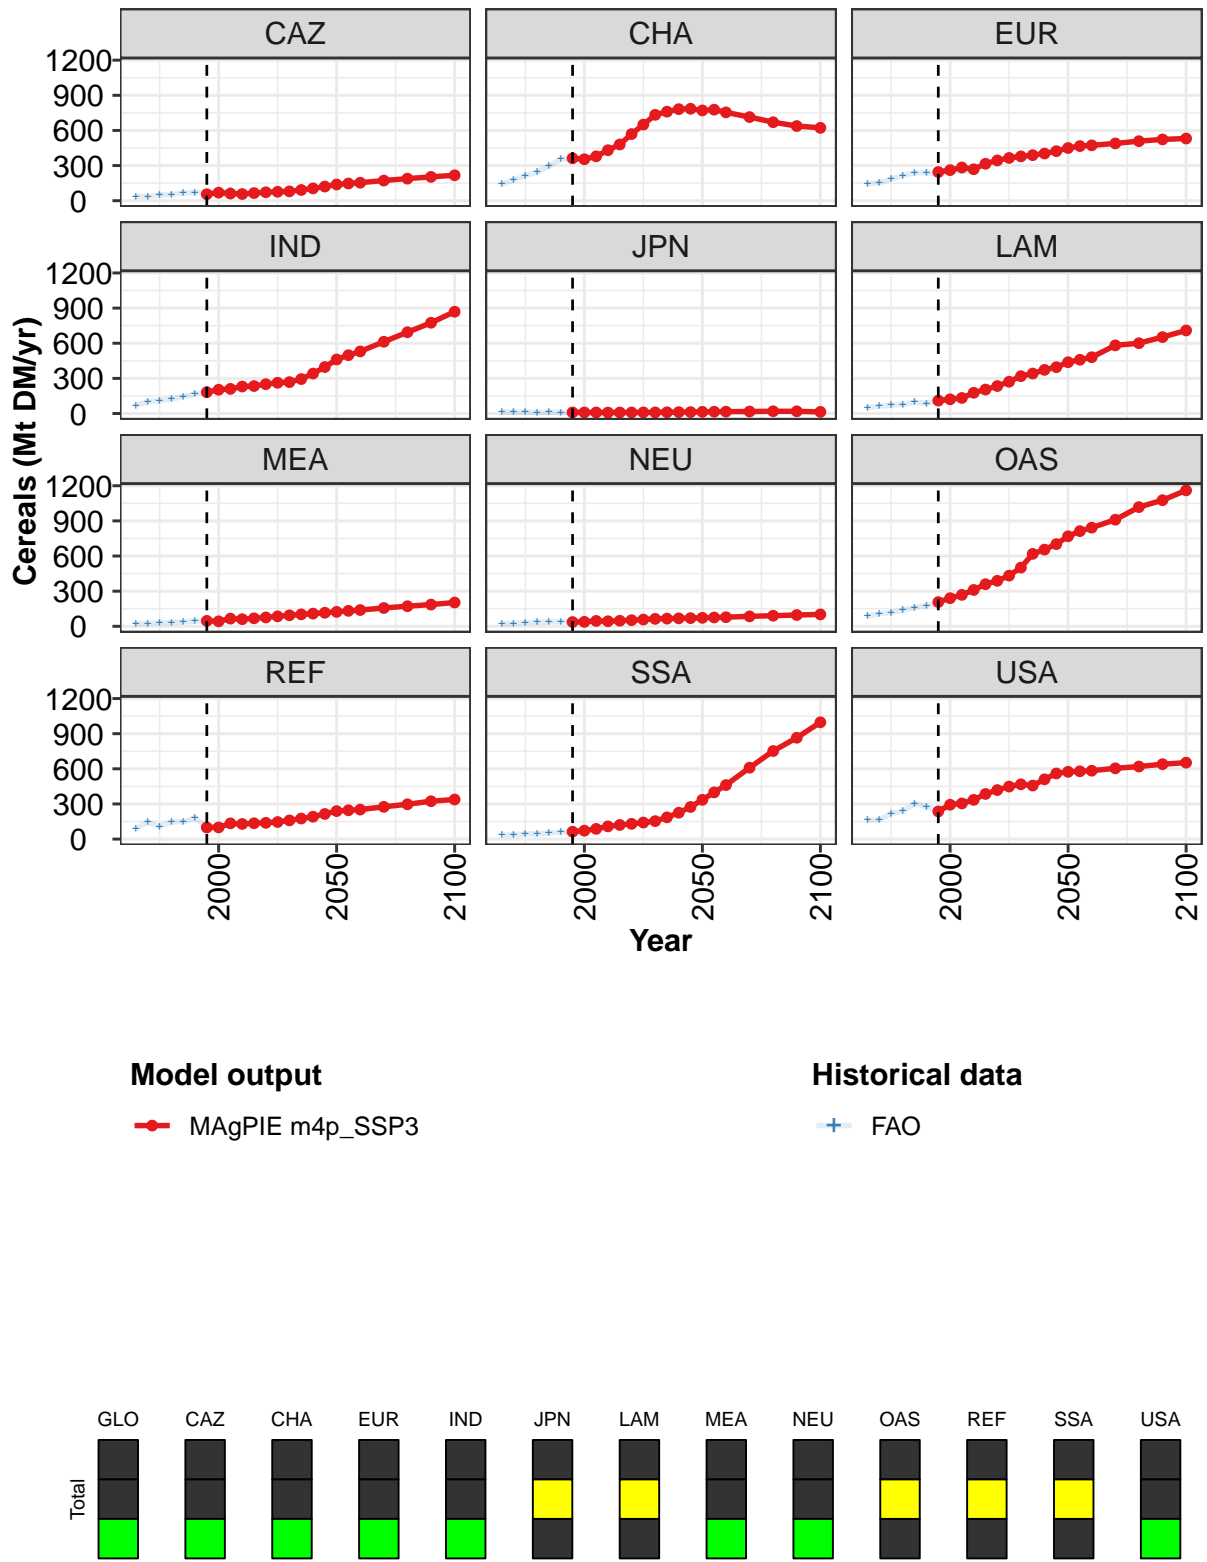 CAZ CHA EUR
1200
900
600
300
0
IND JPN LAM
1200
900
600
300
0
MEA NEU OAS
1200
900
600
300
0
REF SSA USA
1200
900
600
300
0
Cereals (Mt DM/yr)
2000 2050 2100 2000 2050 2100 2000 2050 2100
Year
Model output Historical data
MAgPIE m4p_SSP3 FAO
GLO CAZ CHA EUR IND JPN LAM MEA NEU OAS REF SSA USA
Total